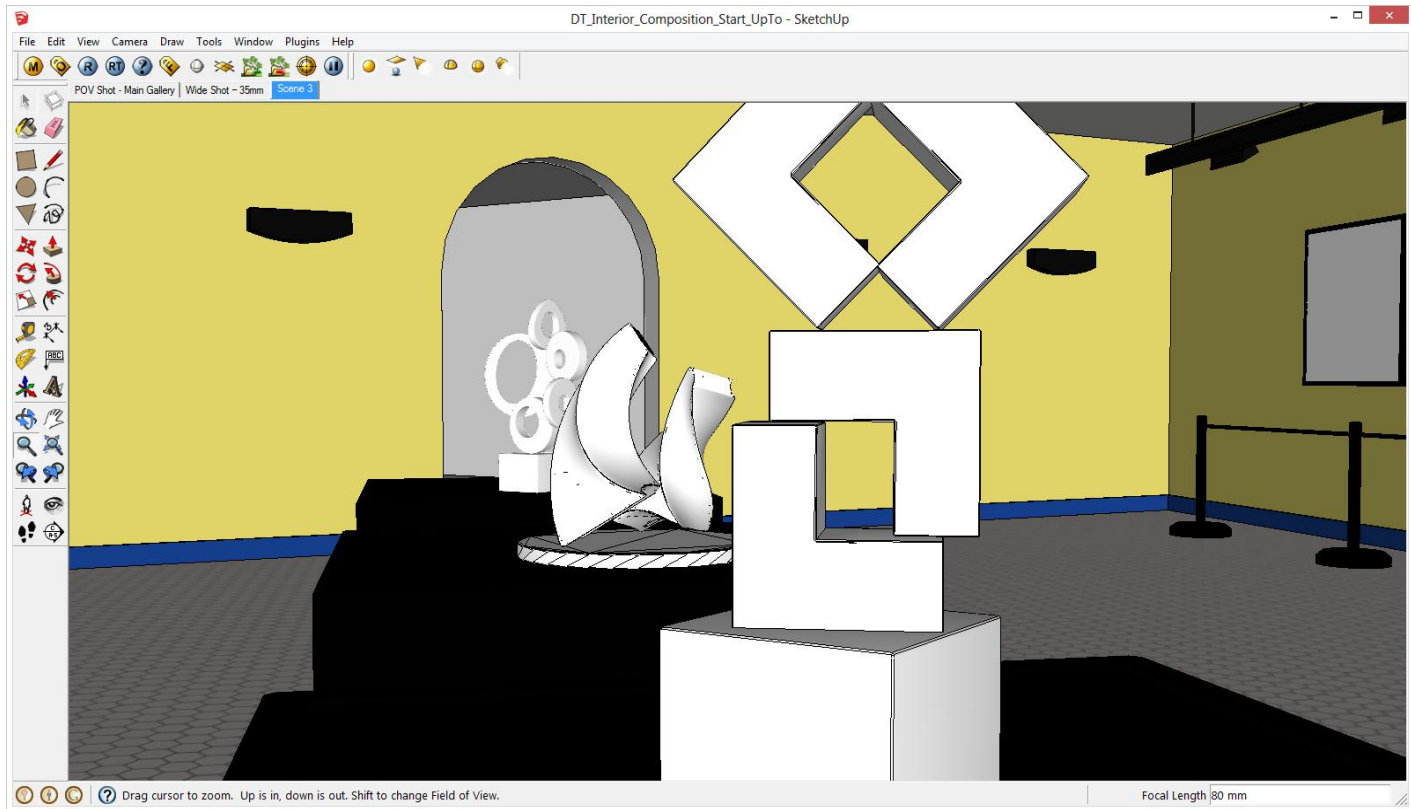 DT_Interior_Composition_Start_UpTo - SketchUp
File Edit View Camera Draw Tools Window Plugins Help
M R RT ?
POV Shot - Main Gallery Wide Shot - 35mm Scene 3
ABC
A
Drag cursor to zoom. Up is in, down is out. Shift to change Field of View.
Focal Length 80 mm